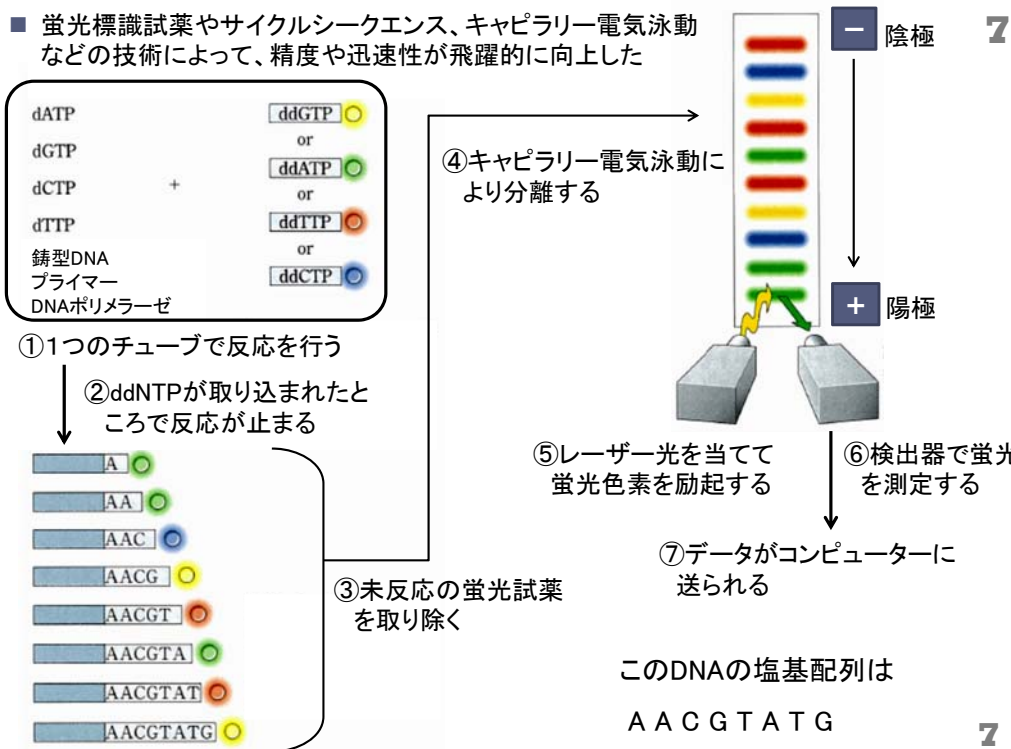 ■ 蛍光標識試薬やサイクルシークエンス、キャピラリー電気泳動
などの技術によって、精度や迅速性が飛躍的に向上した
7
dATP
dGTP
dCTP
dTTP
+
鋳型DNA
プライマー
DNAポリメラーゼ
ddGTP
or
ddATP
or
ddTTP
or
ddCTP
①1つのチューブで反応を行う
②ddNTPが取り込まれたと
ころで反応が止まる
A
AA
AAC
AACG
AACGT
AACGTA
AACGTAT
AACGTATG
③未反応の蛍光試薬
を取り除く
④キャピラリー電気泳動に
より分離する
− 陰極
+ 陽極
⑤レーザー光を当てて
蛍光色素を励起する
⑥検出器で蛍光
を測定する
⑦データがコンピューターに
送られる
このDNAの塩基配列は
A A C G T A T G
7